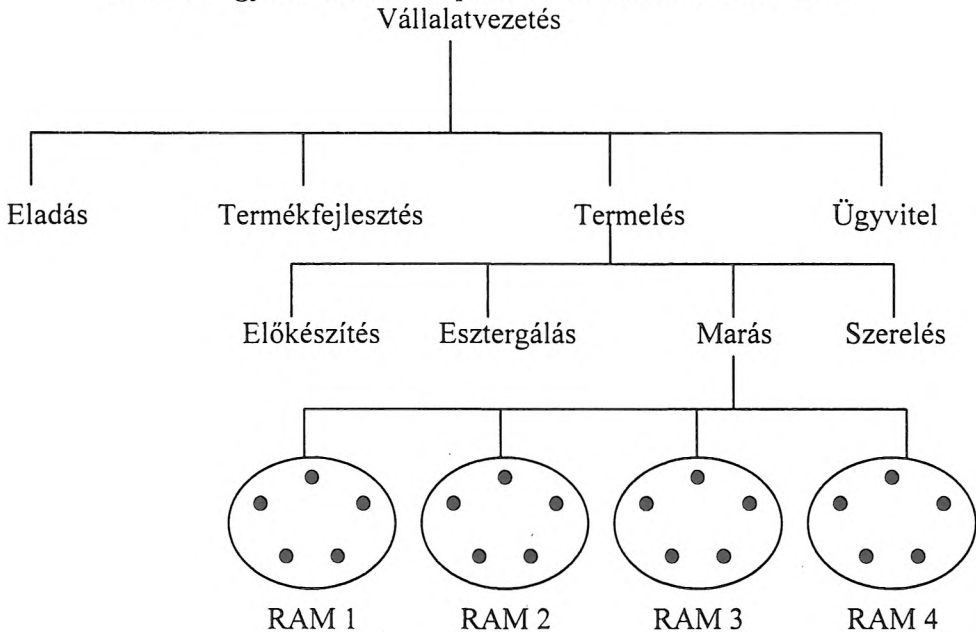 Vállalatvezetés
Eladás Termékfejlesztés Termelés Ügyvitel
Előkészítés Esztergálás Marás Szerelés
RAM 1 RAM 2 RAM 3 RAM 4